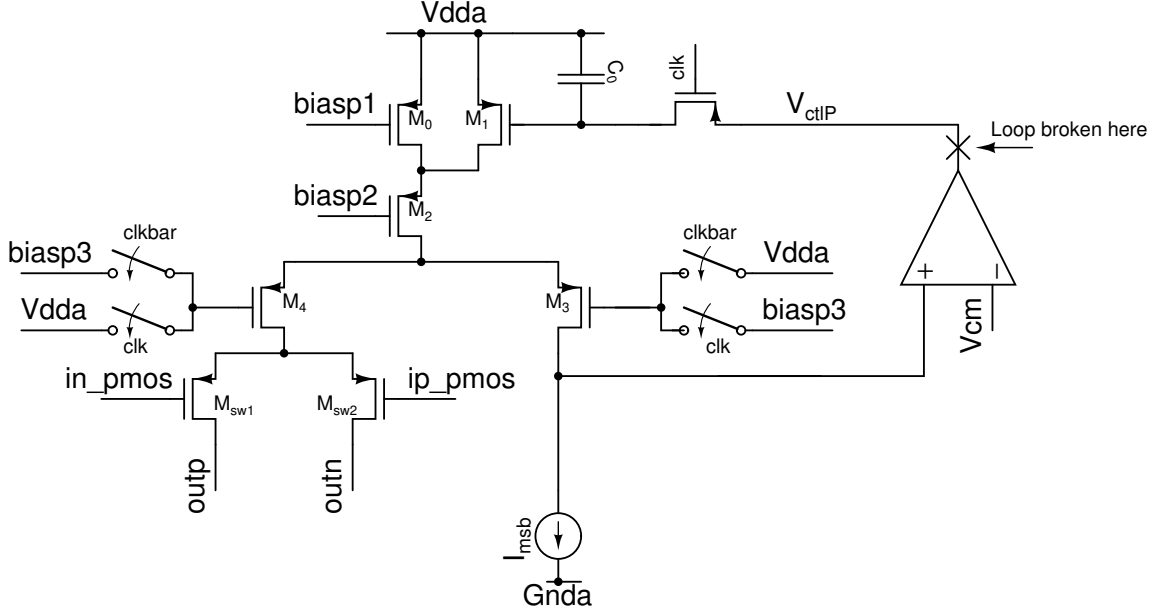 Vdda
C0
clk
biasp1
M0
M1
VctlP
Loop broken here
biasp2
M2
clkbar
biasp3
M4
Vdda
clk
clkbar
Vdda
M3
biasp3
clk
+
−
Vcm
in_pmos
Msw1
Msw2
ip_pmos
outp
outn
Imsb
Gnda